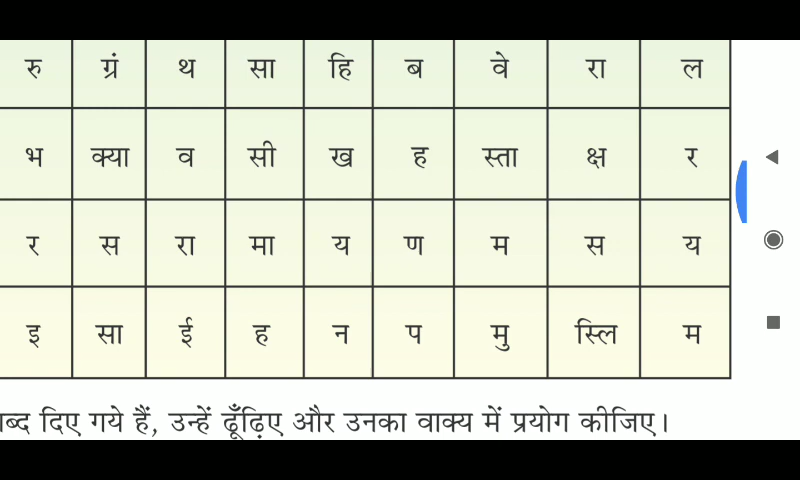 रु ग्रं थ सा हि ब वे रा ल
भ क्या व सी ख ह स्ता क्ष र
र स रा मा य ण म स य
इ सा ई ह न प मु स्लि म
दिए गये हैं, उन्हें ढूँढ़िए और उनका वाक्य में प्रयोग कीजिए।